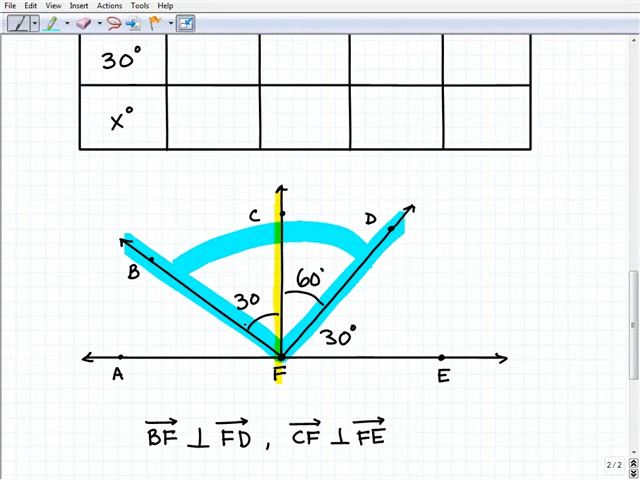 File Edit View Insert Actions Tools Help
30°
x°
C
D
B
60°
30
30°
A
F
E
BF ⊥ FD, CF ⊥ FE
2/2